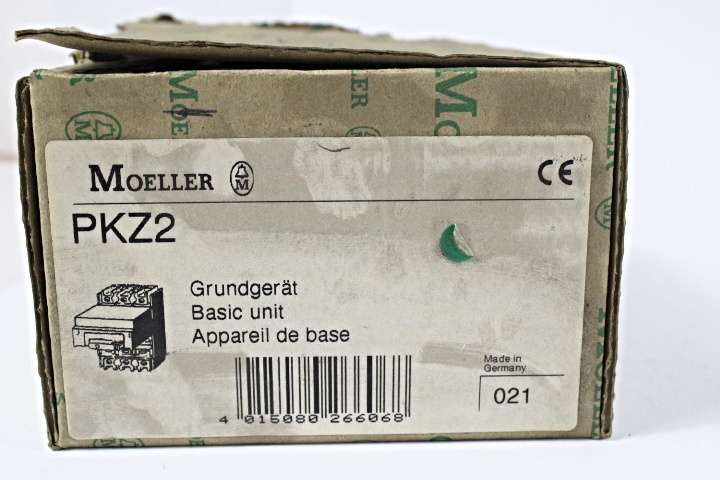 MOELLER M
CE
PKZ2
Grundgerät
Basic unit
Appareil de base
Made in
Germany
021
4 015080 266068